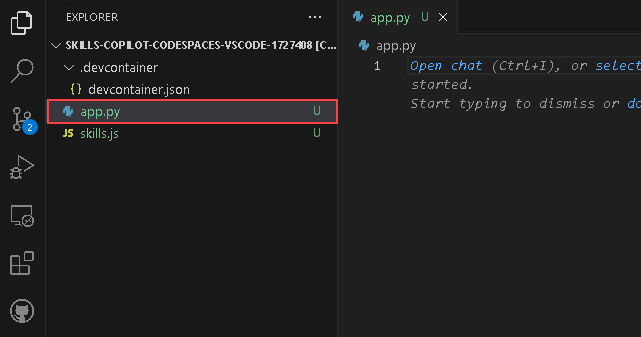 EXPLORER
SKILLS-COPILOT-CODESPACES-VSCODE-1727408 [C...
.devcontainer
{} devcontainer.json
app.py U
JS skills.js U
2
app.py U
app.py
1 Open chat (Ctrl+I), or select
started.
Start typing to dismiss or do